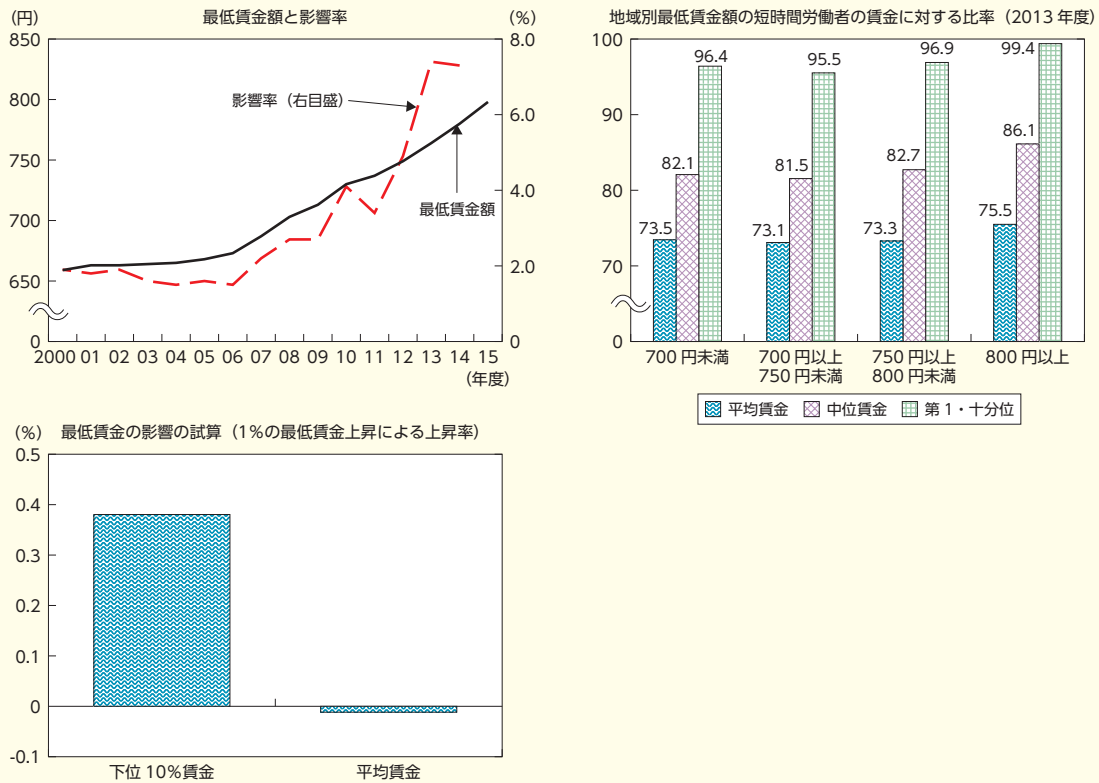 最低賃金額と影響率
(円)
(%)
850
800
750
700
650
0
8.0
6.0
4.0
2.0
0
影響率(右目盛)
最低賃金額
2000 01 02 03 04 05 06 07 08 09 10 11 12 13 14 15
(年度)
地域別最低賃金額の短時間労働者の賃金に対する比率(2013 年度)
100
90
80
70
0
73.5 82.1 96.4
73.1 81.5 95.5
73.3 82.7 96.9
75.5 86.1 99.4
700 円未満
700 円以上
750 円未満
750 円以上
800 円未満
800 円以上
平均賃金 中位賃金 第 1・十分位
(%) 最低賃金の影響の試算(1%の最低賃金上昇による上昇率)
0.5
0.4
0.3
0.2
0.1
0
-0.1
下位 10%賃金 平均賃金